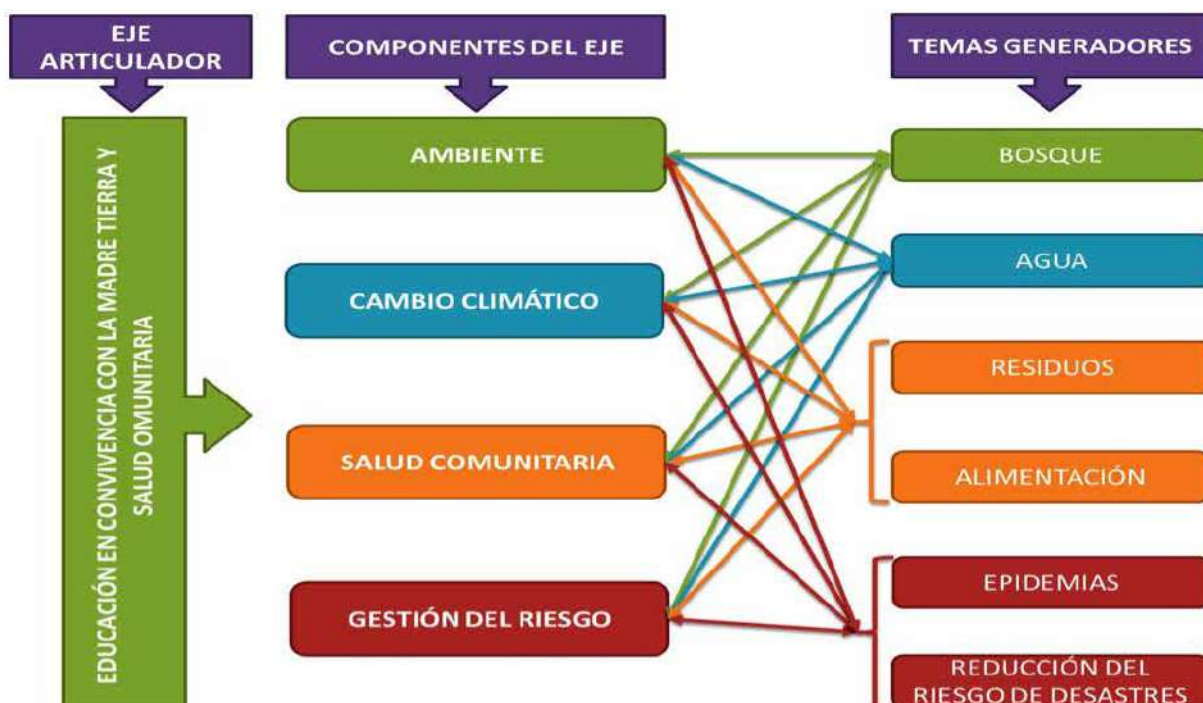 EJE
ARTICULADOR
COMPONENTES DEL EJE
TEMAS GENERADORES
EDUCACIÓN EN CONVIVENCIA CON LA MADRE TIERRA Y
SALUD OMUNITARIA
AMBIENTE
CAMBIO CLIMÁTICO
SALUD COMUNITARIA
GESTIÓN DEL RIESGO
BOSQUE
AGUA
RESIDUOS
ALIMENTACIÓN
EPIDEMIAS
REDUCCIÓN DEL
RIESGO DE DESASTRES